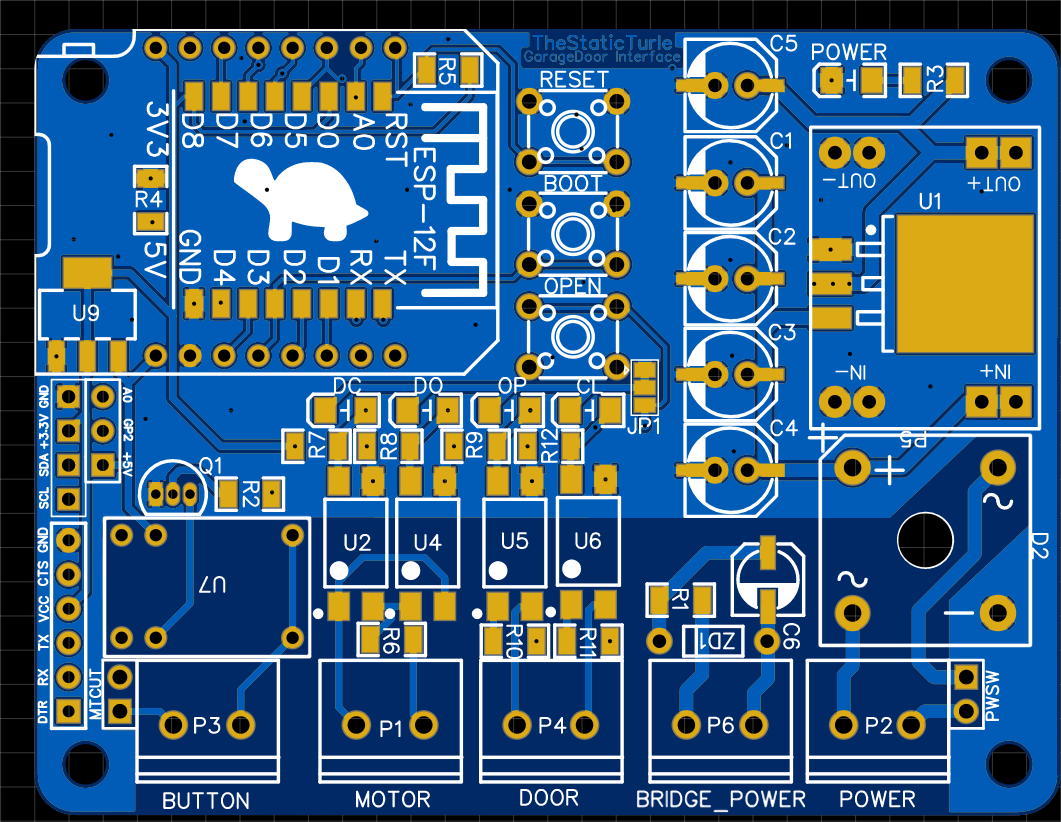 TheStaticTurle
GarageDoor Interface
C5
POWER
R5
R3
RESET
3V3
D8
D7
D6
D5
D0
A0
RST
ESP-12F
C1
OUT-
OUT+
R4
BOOT
U1
5V
GND
D4
D3
D2
D1
RX
TX
C2
OPEN
U9
C3
IN-
IN+
DC
DO
OP
CL
JP1
C4
P5
GND
+3.3V
SDA
SCL
A0
GP2
+5V
R7
R8
R9
R12
Q1
R2
U2
U4
U5
U6
D2
GND
CTS
VCC
TX
RX
DTR
U7
R1
R6
R10
R11
ZD1
C6
MTCUT
PWSW
P3
P1
P4
P6
P2
BUTTON
MOTOR
DOOR
BRIDGE_POWER
POWER